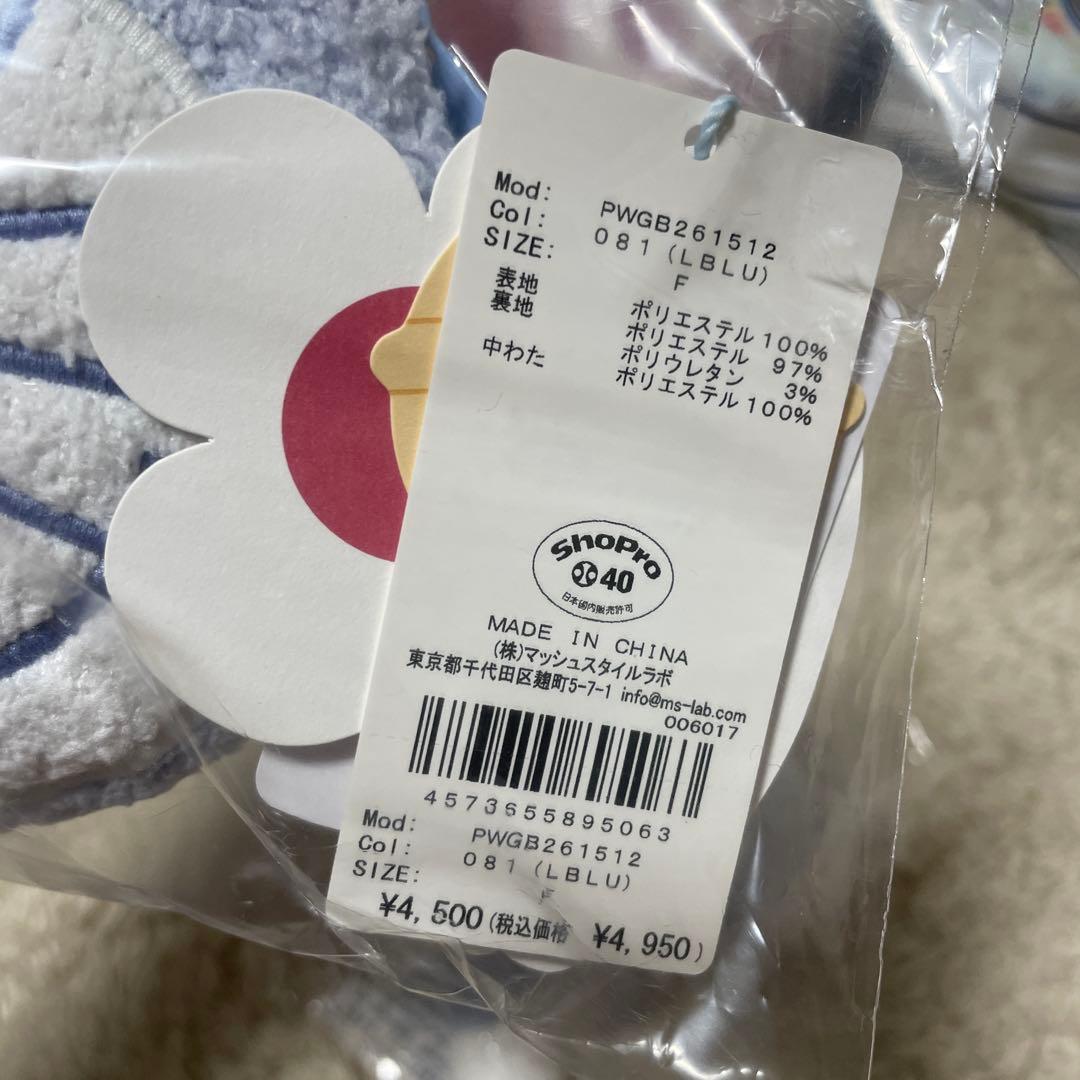 Mod: PWGB261512
Col: 081 (LBLU)
SIZE: F
表地 ポリエステル 100%
裏地 ポリエステル 97%
ポリウレタン 3%
中わた ポリエステル 100%
ShoPro
40
日本国内販売許可
MADE IN CHINA
(株)マッシュスタイルラボ
東京都千代田区麹町5-7-1 info@ms-lab.com
006017
4573655895063
Mod: PWGB261512
Col: 081 (LBLU)
SIZE: F
¥4,500(税込価格 ¥4,950)